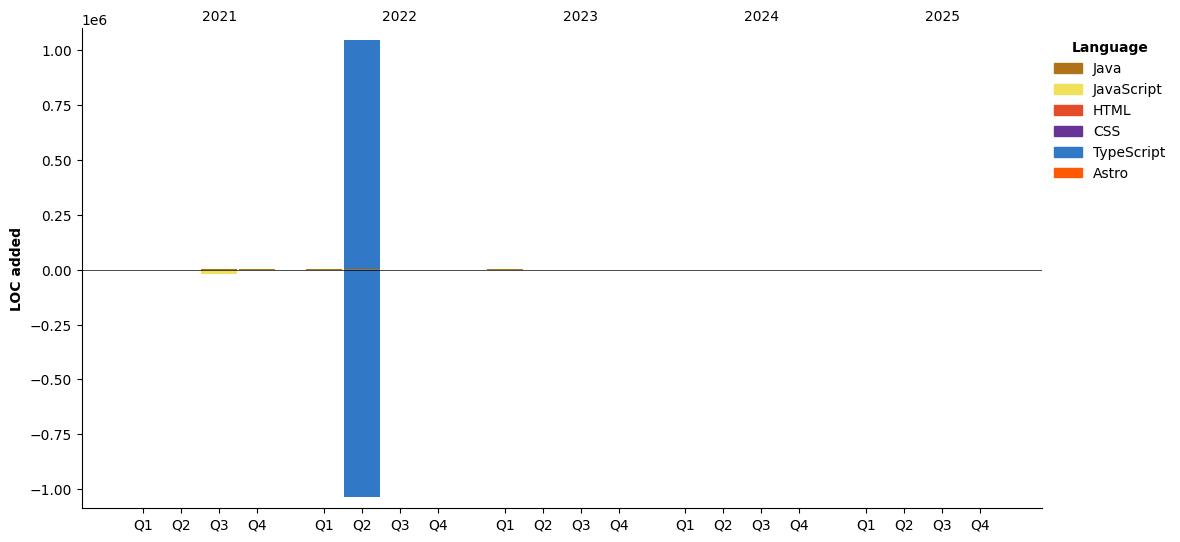 2021 2022 2023 2024 2025
1e6
Language
Java
JavaScript
HTML
CSS
TypeScript
Astro
LOC added
1.00
0.75
0.50
0.25
0.00
−0.25
−0.50
−0.75
−1.00
Q1 Q2 Q3 Q4 Q1 Q2 Q3 Q4 Q1 Q2 Q3 Q4 Q1 Q2 Q3 Q4 Q1 Q2 Q3 Q4